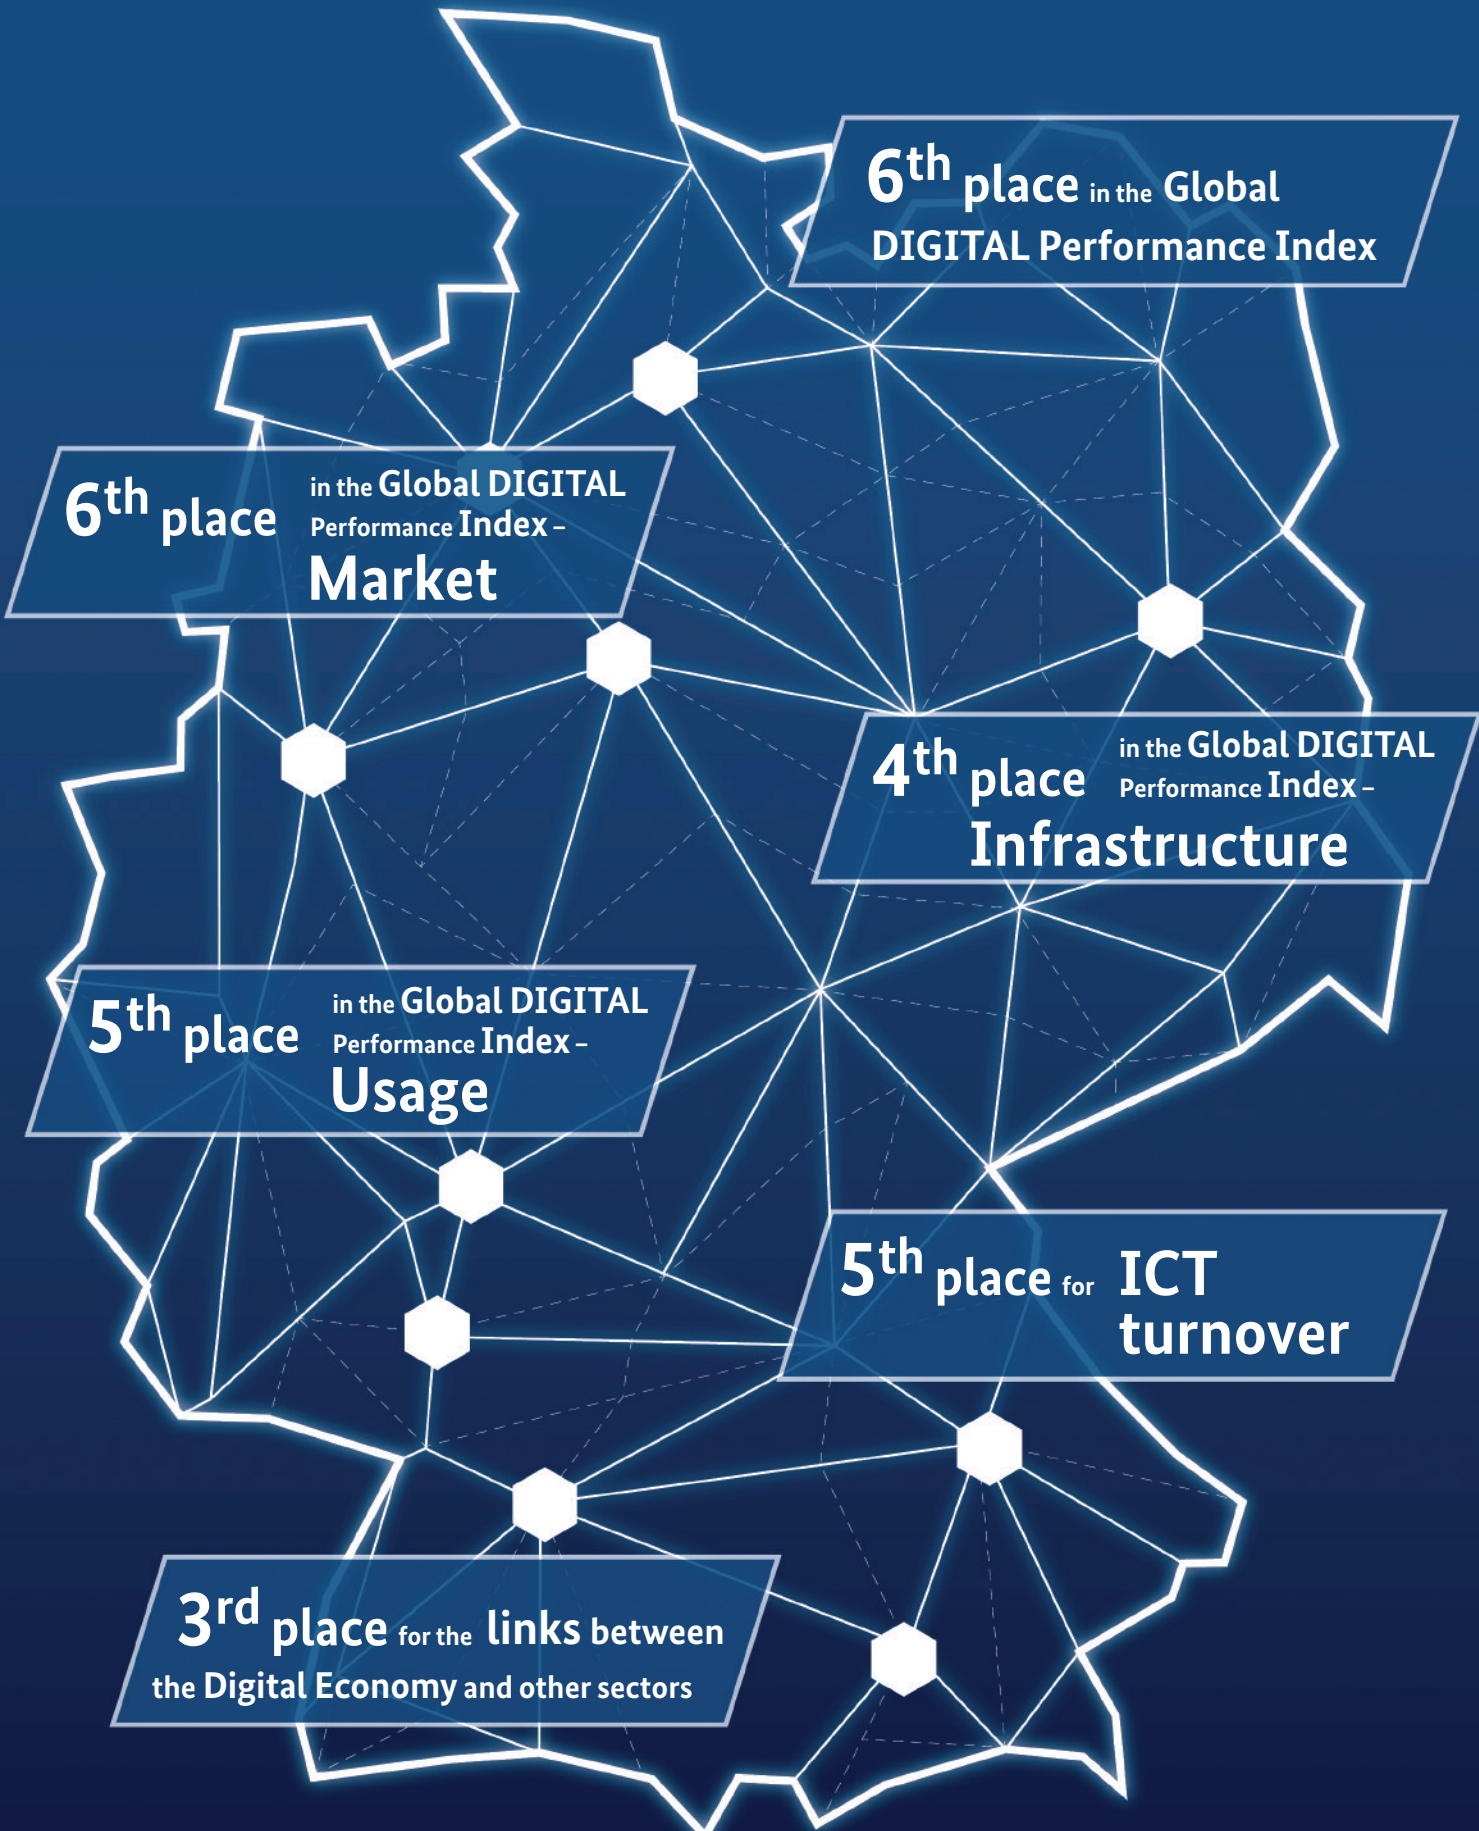 6th place in the Global
DIGITAL Performance Index
6th place in the Global DIGITAL
Performance Index –
Market
4th place in the Global DIGITAL
Performance Index –
Infrastructure
5th place in the Global DIGITAL
Performance Index –
Usage
5th place for ICT
turnover
3rd place for the links between
the Digital Economy and other sectors